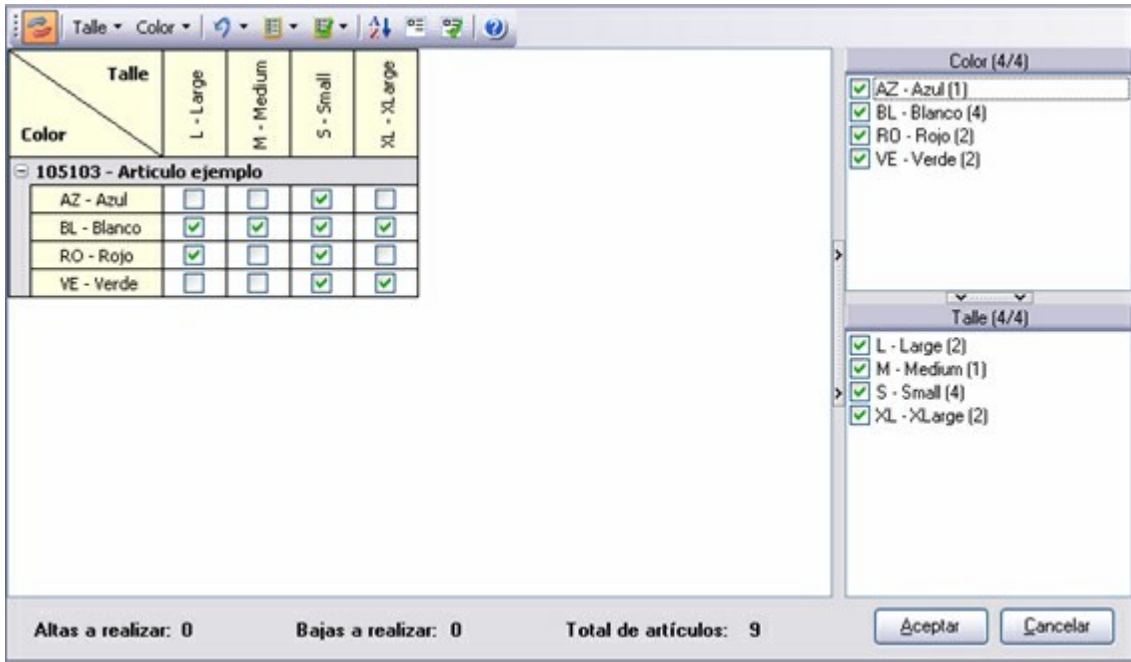 Talle Color
Talle
Color
L - Large
M - Medium
S - Small
XL - XLarge
105103 - Articulo ejemplo
AZ - Azul
BL - Blanco
RO - Rojo
VE - Verde
Color (4/4)
AZ - Azul (1)
BL - Blanco (4)
RO - Rojo (2)
VE - Verde (2)
Talle (4/4)
L - Large (2)
M - Medium (1)
S - Small (4)
XL - XLarge (2)
Altas a realizar: 0 Bajas a realizar: 0 Total de artículos: 9
Aceptar Cancelar